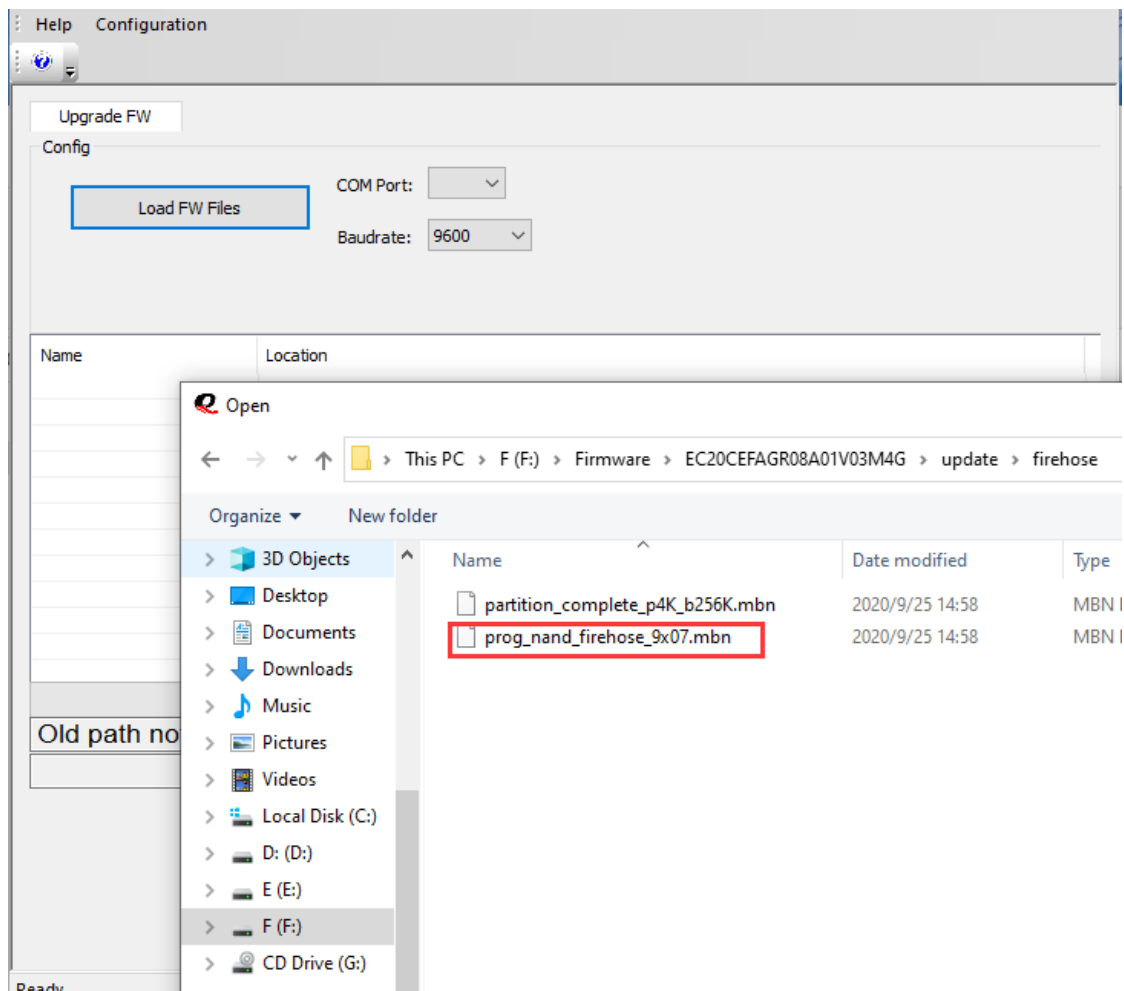 Help Configuration
Upgrade FW
Config
Load FW Files
COM Port:
Baudrate: 9600
Name Location
Open
This PC > F (F:) > Firmware > EC20CEFAGR08A01V03M4G > update > firehose
Organize New folder
Name Date modified Type
3D Objects
Desktop
Documents
Downloads
Music
Pictures
Videos
Local Disk (C:)
D: (D:)
E (E:)
F (F:)
CD Drive (G:)
partition_complete_p4K_b256K.mbn 2020/9/25 14:58 MBN
prog_nand_firehose_9x07.mbn 2020/9/25 14:58 MBN
Old path no
Ready